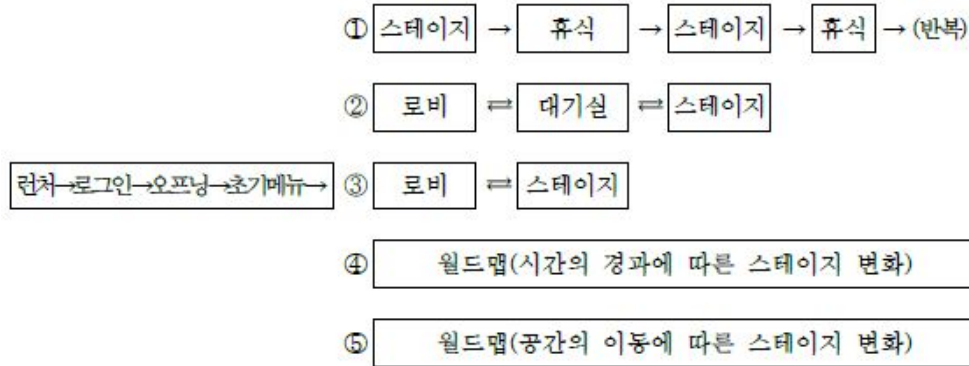 ① 스테이지 → 휴식 → 스테이지 → 휴식 → (반복)
② 로비 ⇄ 대기실 ⇄ 스테이지
런처→로그인→오프닝→초기메뉴→ ③ 로비 ⇄ 스테이지
④ 월드맵(시간의 경과에 따른 스테이지 변화)
⑤ 월드맵(공간의 이동에 따른 스테이지 변화)